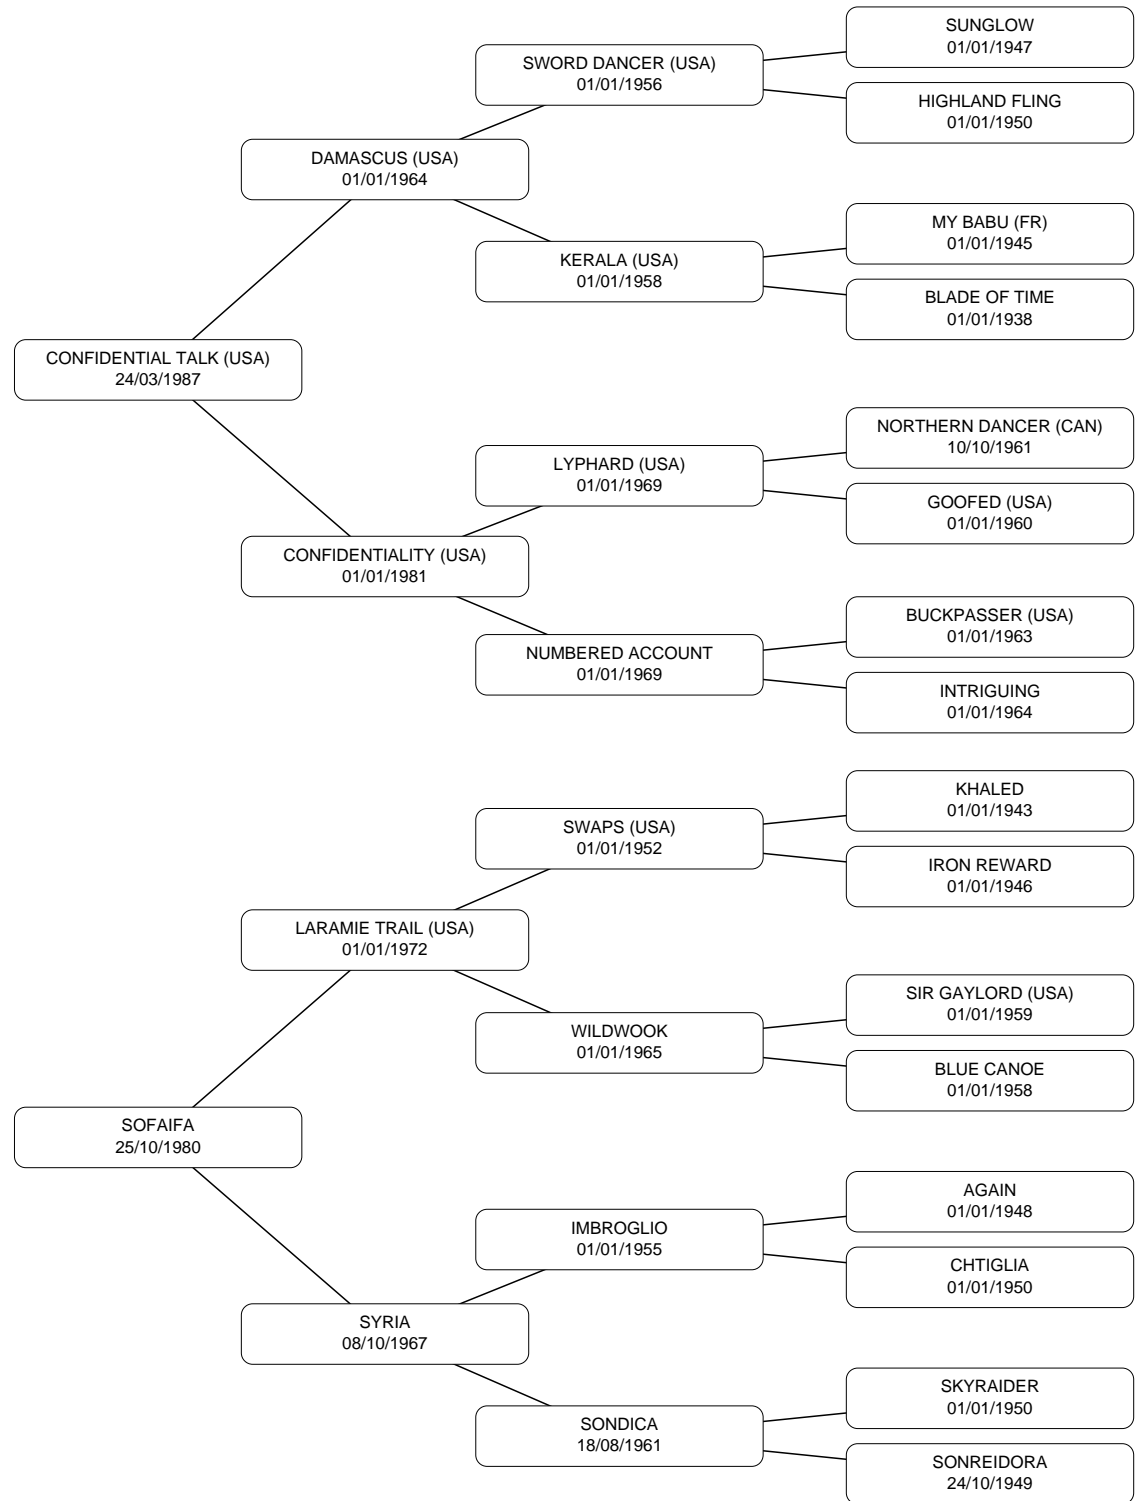 SUNGLOW
01/01/1947
SWORD DANCER (USA)
01/01/1956
HIGHLAND FLING
01/01/1950
DAMASCUS (USA)
01/01/1964
MY BABU (FR)
01/01/1945
KERALA (USA)
01/01/1958
BLADE OF TIME
01/01/1938
CONFIDENTIAL TALK (USA)
24/03/1987
NORTHERN DANCER (CAN)
10/10/1961
LYPHARD (USA)
01/01/1969
GOOFED (USA)
01/01/1960
CONFIDENTIALITY (USA)
01/01/1981
BUCKPASSER (USA)
01/01/1963
NUMBERED ACCOUNT
01/01/1969
INTRIGUING
01/01/1964
KHALED
01/01/1943
SWAPS (USA)
01/01/1952
IRON REWARD
01/01/1946
LARAMIE TRAIL (USA)
01/01/1972
SIR GAYLORD (USA)
01/01/1959
WILDWOOK
01/01/1965
BLUE CANOE
01/01/1958
SOFAIFA
25/10/1980
AGAIN
01/01/1948
IMBROGLIO
01/01/1955
CHTIGLIA
01/01/1950
SYRIA
08/10/1967
SKYRAIDER
01/01/1950
SONDICA
18/08/1961
SONREIDORA
24/10/1949